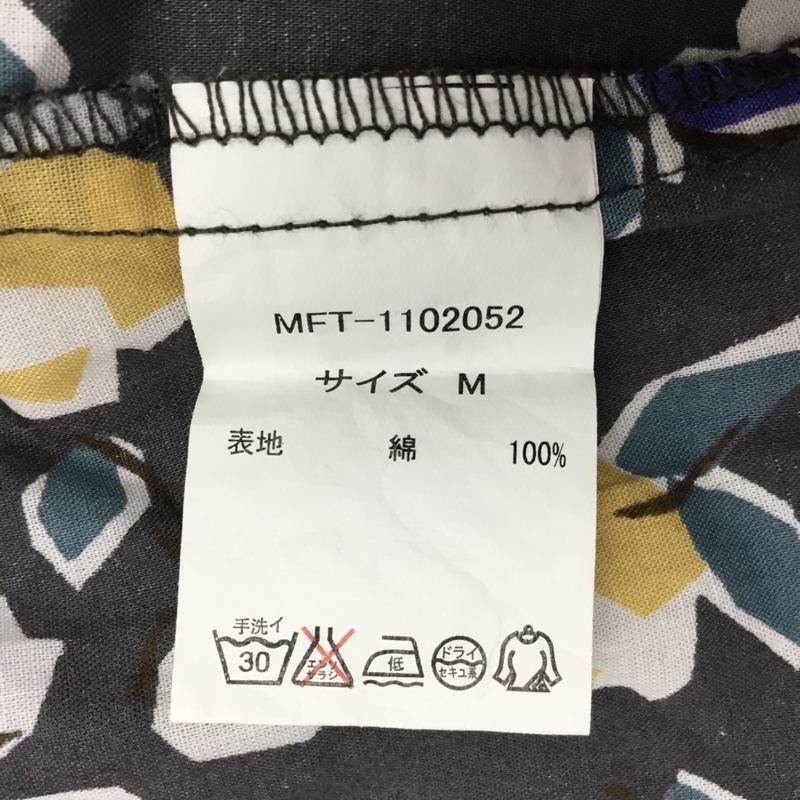 MFT-1102052
サイズ M
表地 綿 100%
手洗イ
30
エンソ
サラシ
低
ドライ
セキユ系